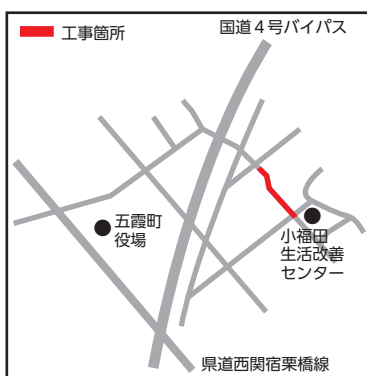 工事箇所
国道４号バイパス
五霞町
役場
小福田
生活改善
センター
県道西関宿栗橋線